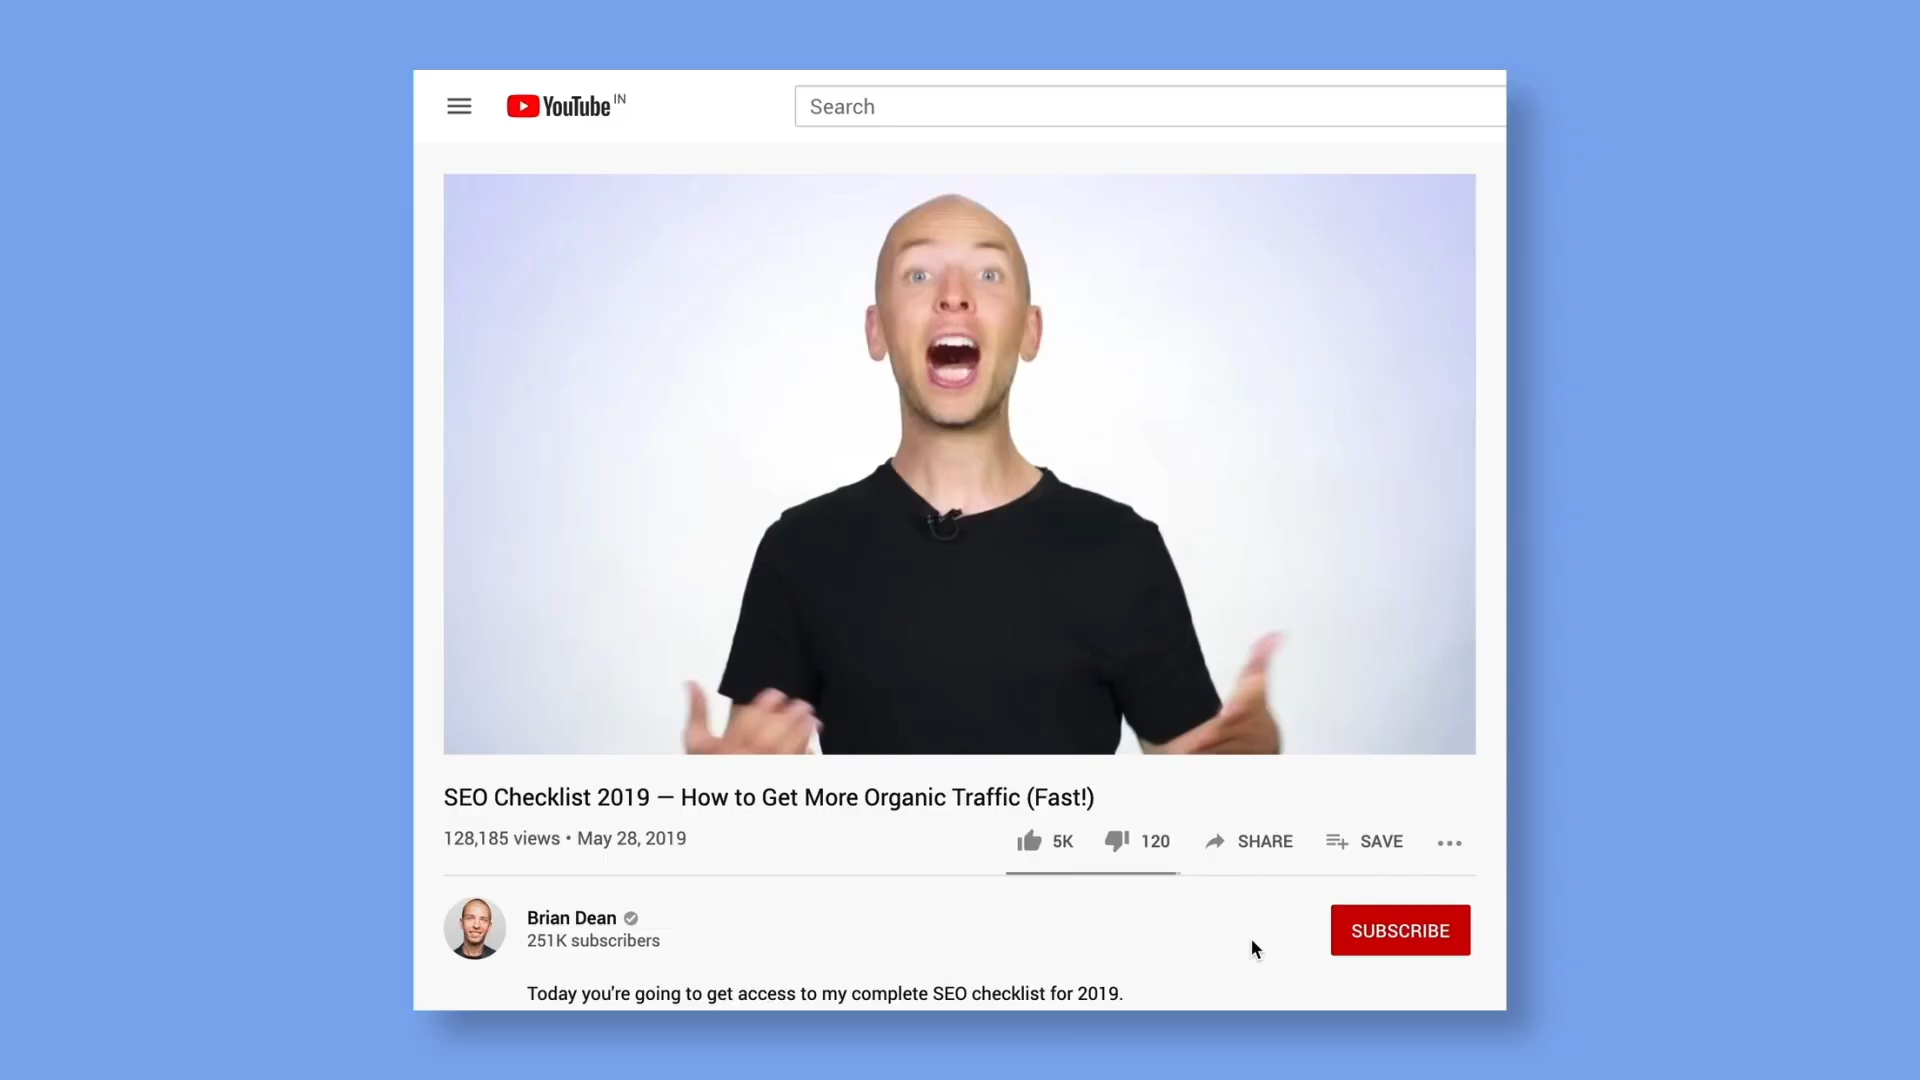 YouTube IN
Search
SEO Checklist 2019 — How to Get More Organic Traffic (Fast!)
128,185 views • May 28, 2019
5K
120
SHARE
SAVE
Brian Dean
251K subscribers
SUBSCRIBE
Today you're going to get access to my complete SEO checklist for 2019.